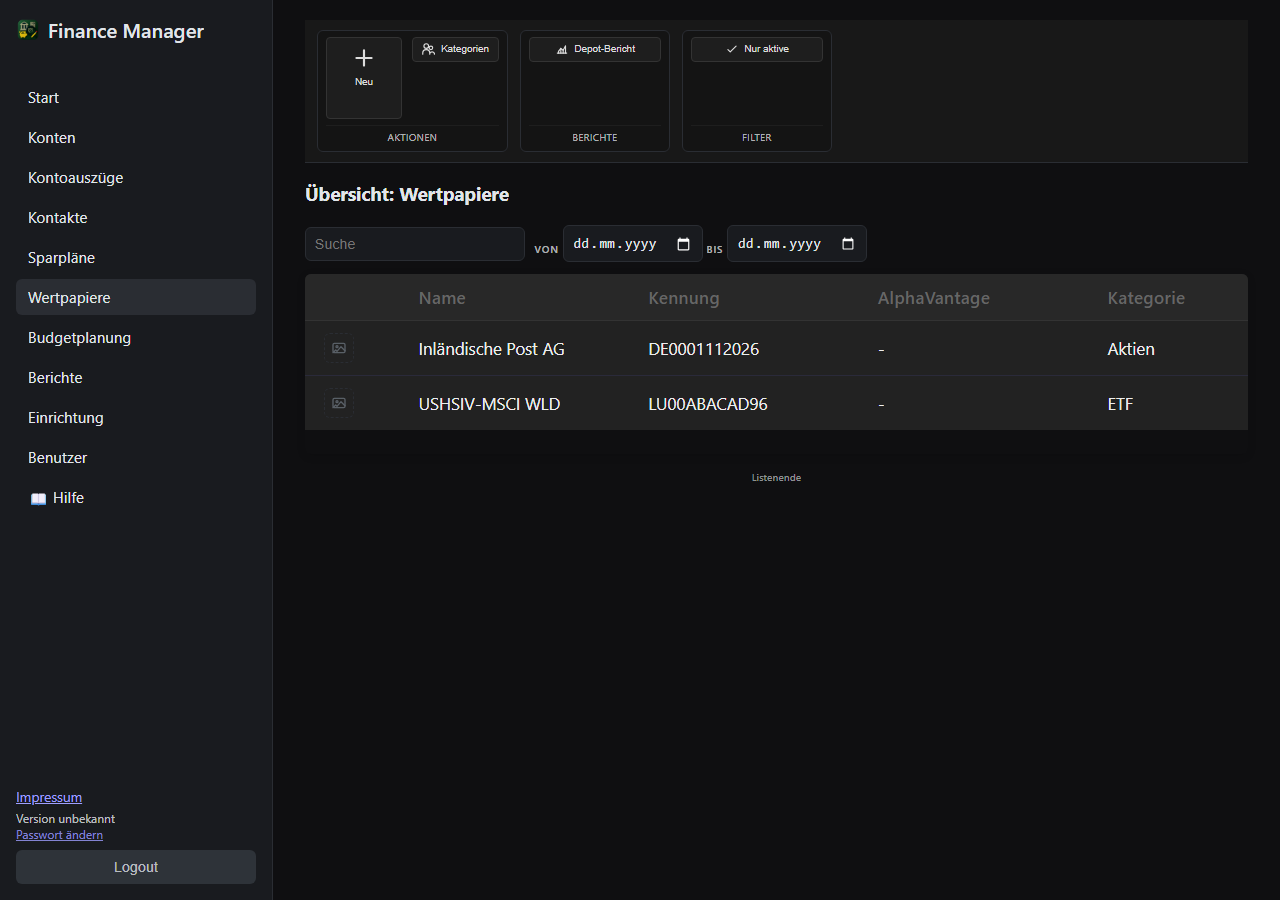 Finance Manager
Start
Konten
Kontoauszüge
Kontakte
Sparpläne
Wertpapiere
Budgetplanung
Berichte
Einrichtung
Benutzer
Hilfe
Impressum
Version unbekannt
Passwort ändern
Logout
Neu
Kategorien
AKTIONEN
Depot-Bericht
BERICHTE
Nur aktive
FILTER
Übersicht: Wertpapiere
Suche VON dd.mm.yyyy BIS dd.mm.yyyy
Name Kennung AlphaVantage Kategorie
Inländische Post AG DE0001112026 - Aktien
USHSIV-MSCI WLD LU00ABACAD96 - ETF
Listenende